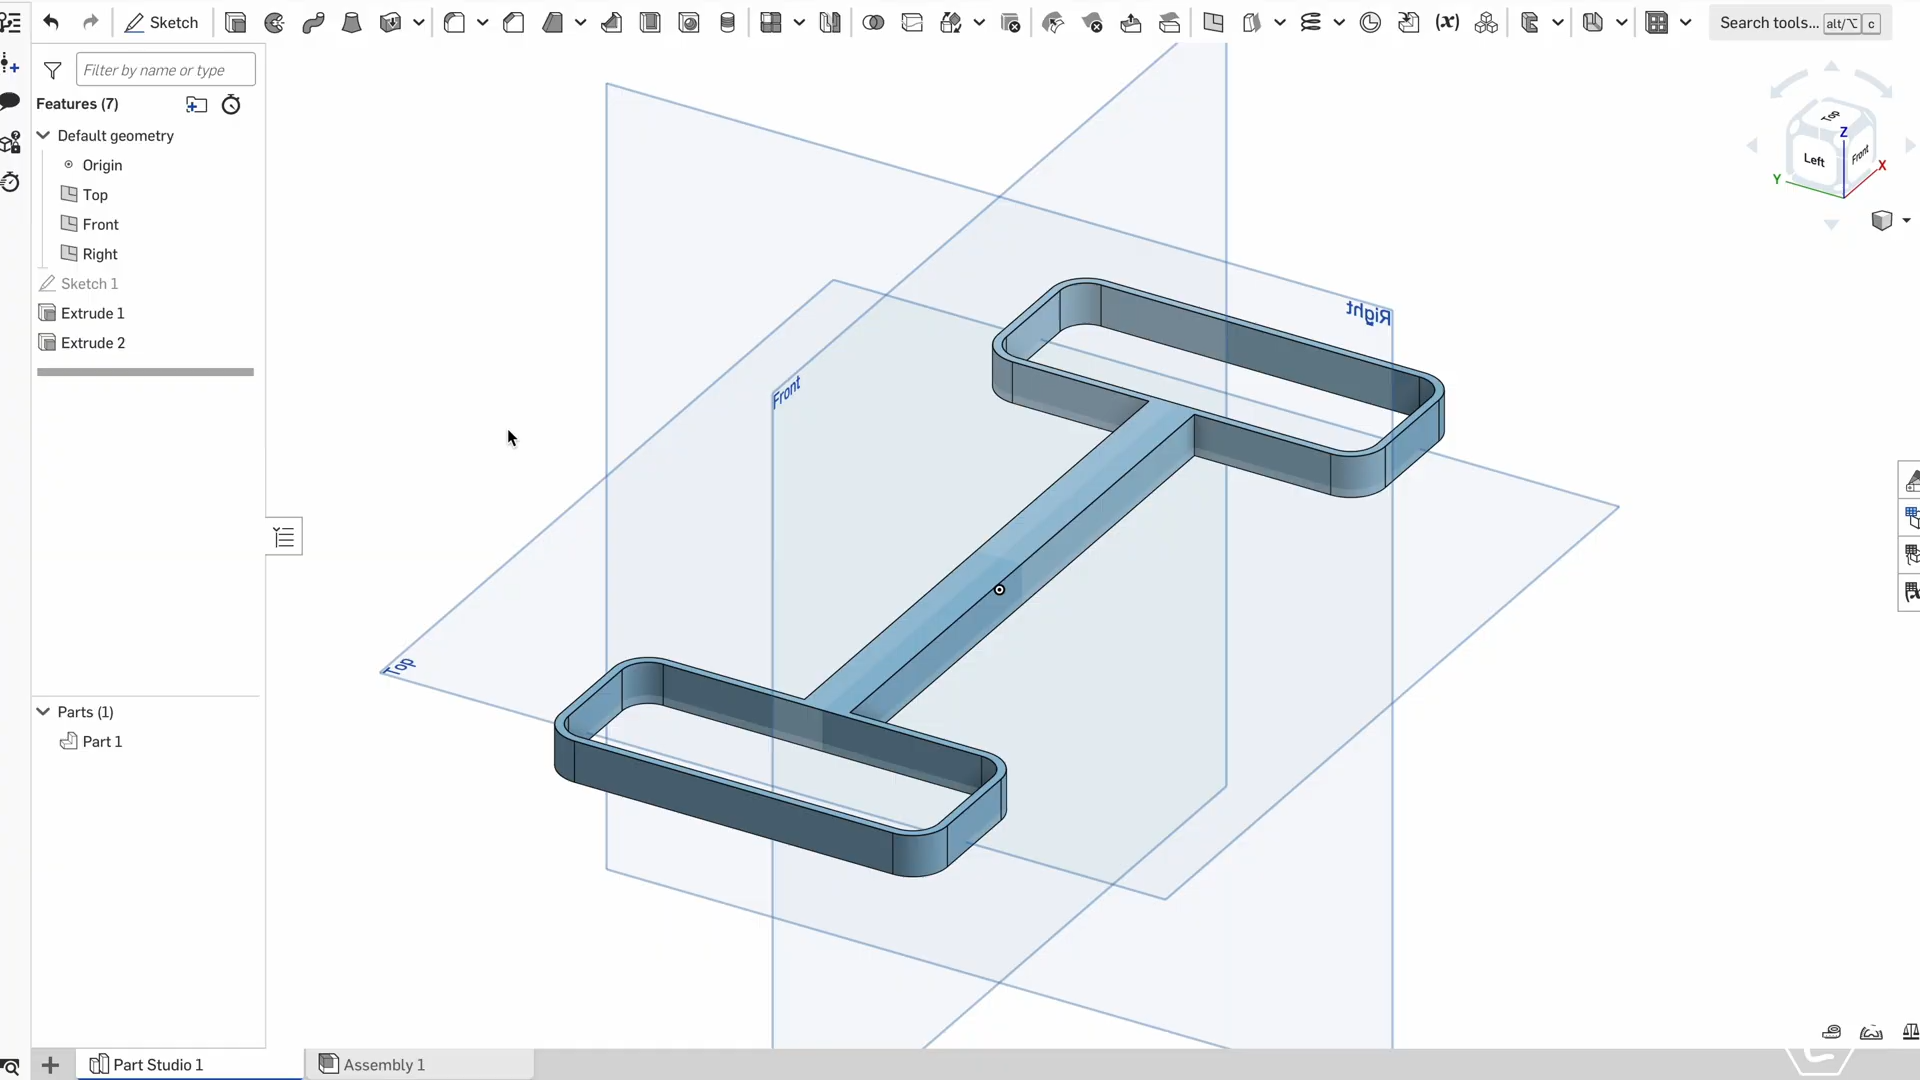 Sketch
(x)
Search tools... alt/⌥ c
Filter by name or type
Features (7)
Default geometry
Origin
Top
Front
Right
Sketch 1
Extrude 1
Extrude 2
Parts (1)
Part 1
Right
Front
Top
Top
Z
Left
Front
X
Y
Part Studio 1
Assembly 1